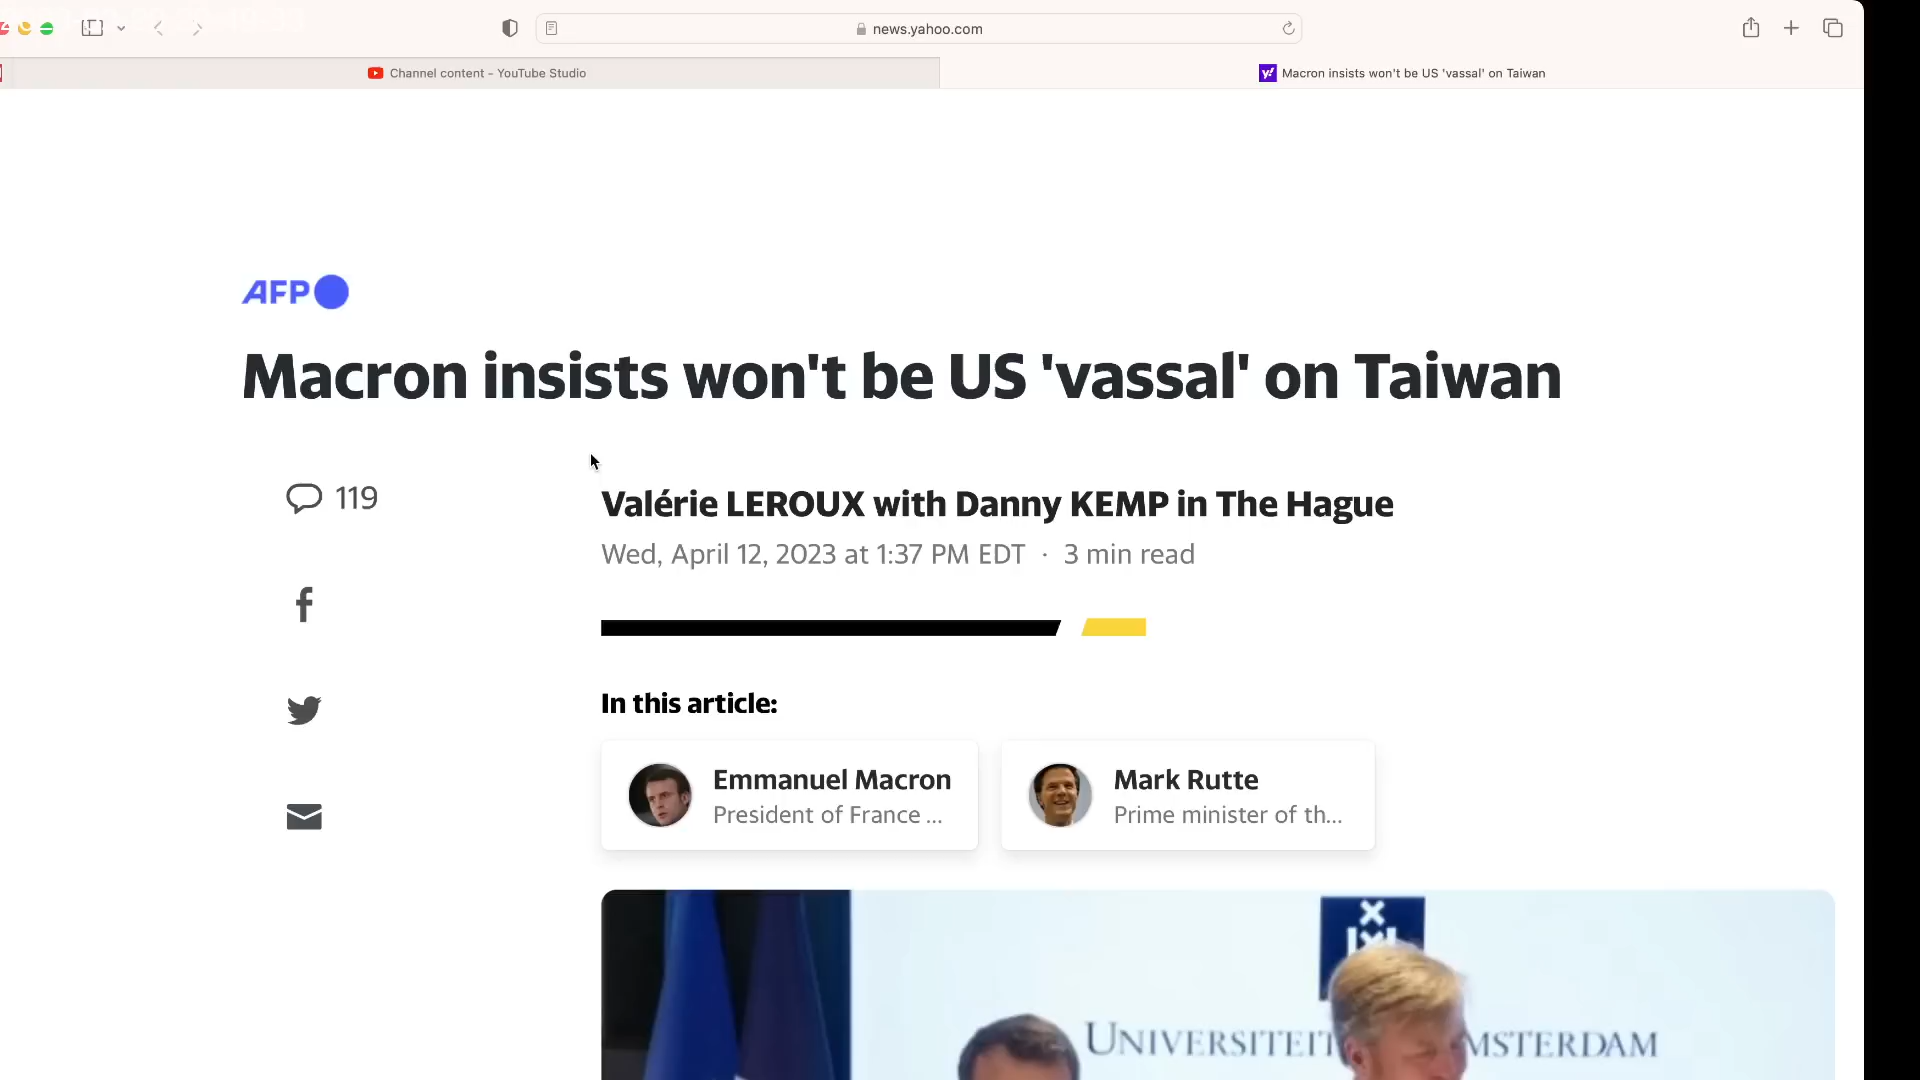 news.yahoo.com
Channel content - YouTube Studio
y! Macron insists won't be US 'vassal' on Taiwan
AFP
Macron insists won't be US 'vassal' on Taiwan
119
Valérie LEROUX with Danny KEMP in The Hague
Wed, April 12, 2023 at 1:37 PM EDT · 3 min read
In this article:
Emmanuel Macron
President of France ...
Mark Rutte
Prime minister of th...
UNIVERSITEIT MSTERDAM